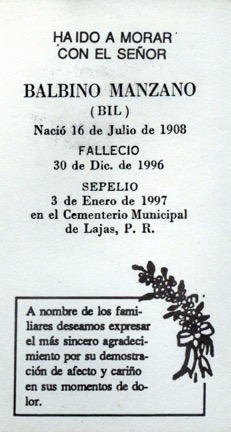 HA IDO A MORAR
CON EL SEÑOR
BALBINO MANZANO
(BIL)
Nació 16 de Julio de 1908
FALLECIO
30 de Dic. de 1996
SEPELIO
3 de Enero de 1997
en el Cementerio Municipal
de Lajas, P. R.
A nombre de los fami-
liares deseamos expresar
el más sincero agradeci-
miento por su demostra-
ción de afecto y cariño
en sus momentos de do-
lor.